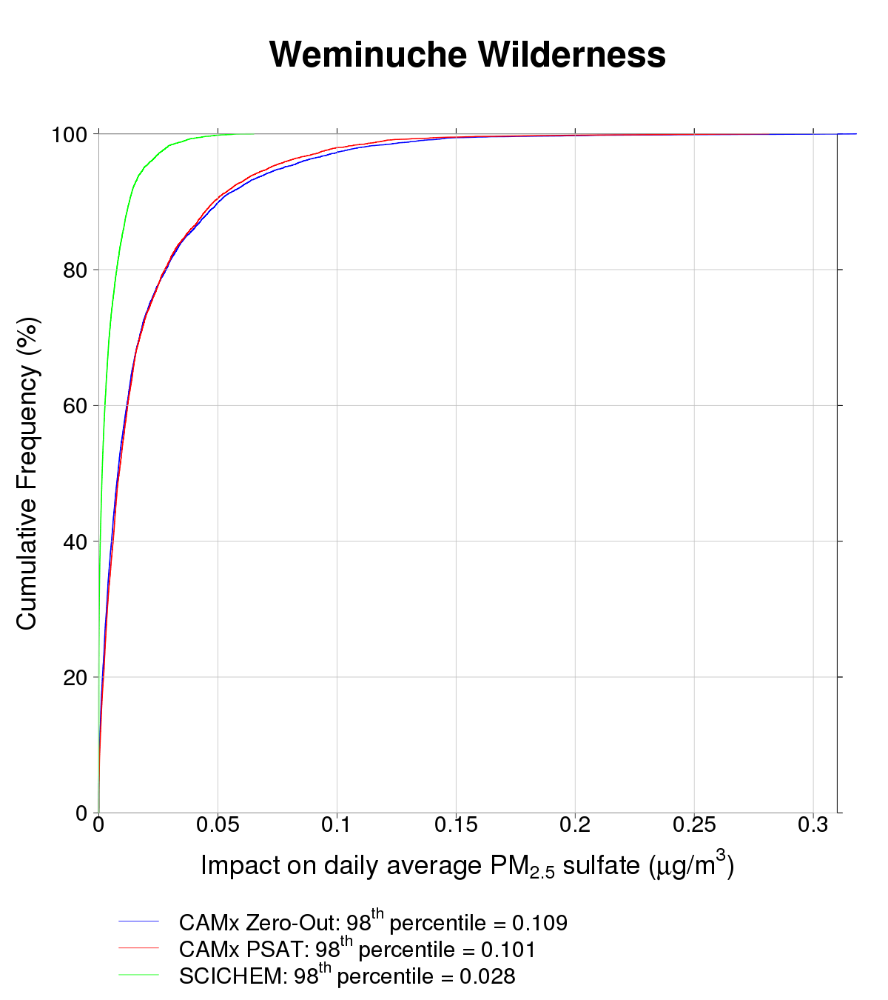 Weminuche Wilderness
100
80
60
40
20
0
Cumulative Frequency (%)
0 0.05 0.1 0.15 0.2 0.25 0.3
Impact on daily average PM2.5 sulfate (μg/m3)
CAMx Zero-Out: 98th percentile = 0.109
CAMx PSAT: 98th percentile = 0.101
SCICHEM: 98th percentile = 0.028